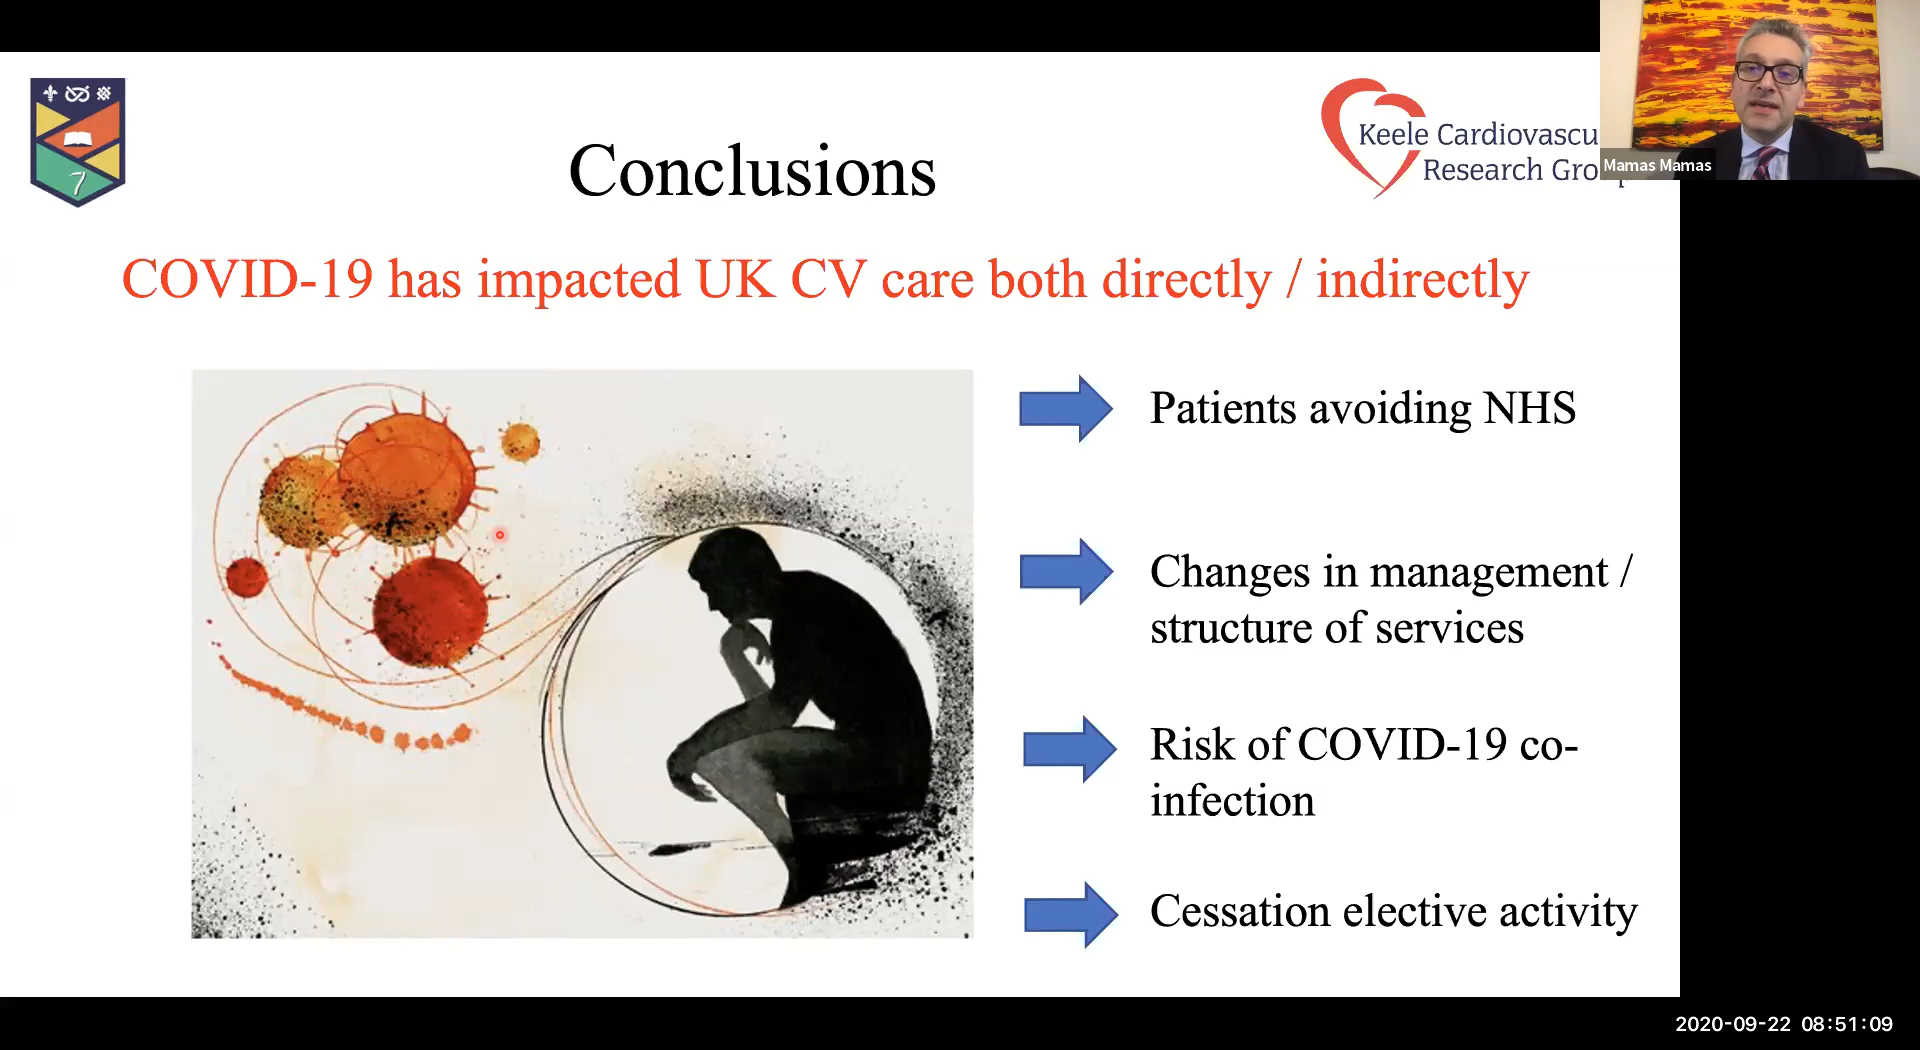 Conclusions
Keele Cardiovascu
Research Gro
Mamas Mamas
COVID-19 has impacted UK CV care both directly / indirectly
Patients avoiding NHS
Changes in management /
structure of services
Risk of COVID-19 co-
infection
Cessation elective activity
2020-09-22 08:51:09